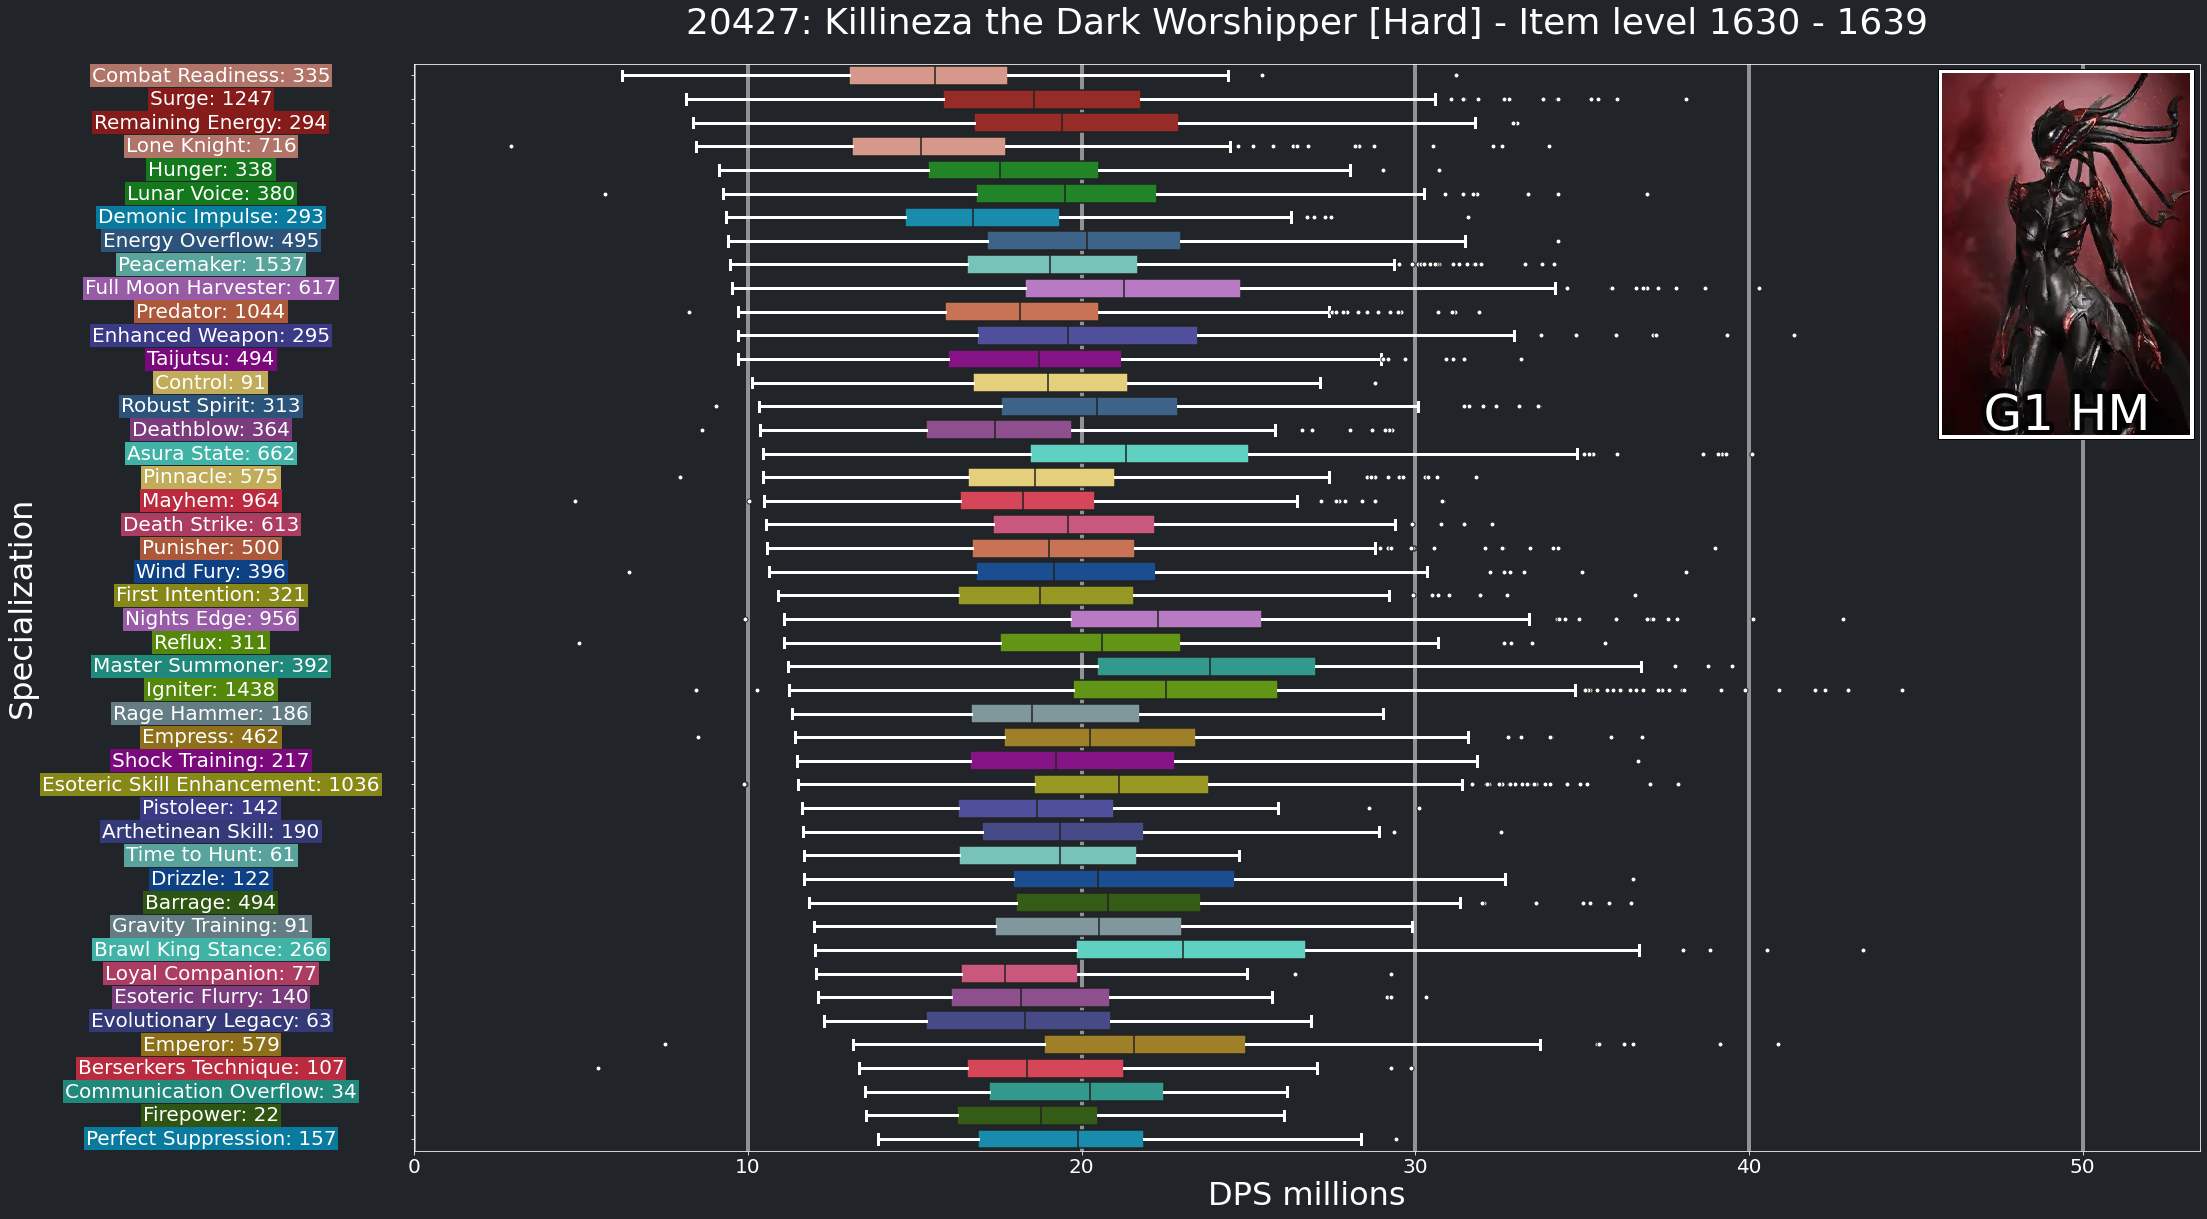 20427: Killineza the Dark Worshipper [Hard] - Item level 1630 - 1639
Combat Readiness: 335
Surge: 1247
Remaining Energy: 294
Lone Knight: 716
Hunger: 338
Lunar Voice: 380
Demonic Impulse: 293
Energy Overflow: 495
Peacemaker: 1537
Full Moon Harvester: 617
Predator: 1044
Enhanced Weapon: 295
Taijutsu: 494
Control: 91
Robust Spirit: 313
Deathblow: 364
Asura State: 662
Pinnacle: 575
Mayhem: 964
Death Strike: 613
Punisher: 500
Wind Fury: 396
First Intention: 321
Nights Edge: 956
Reflux: 311
Master Summoner: 392
Igniter: 1438
Rage Hammer: 186
Empress: 462
Shock Training: 217
Esoteric Skill Enhancement: 1036
Pistoleer: 142
Arthetinean Skill: 190
Time to Hunt: 61
Drizzle: 122
Barrage: 494
Gravity Training: 91
Brawl King Stance: 266
Loyal Companion: 77
Esoteric Flurry: 140
Evolutionary Legacy: 63
Emperor: 579
Berserkers Technique: 107
Communication Overflow: 34
Firepower: 22
Perfect Suppression: 157
Specialization
G1 HM
0 10 20 30 40 50
DPS millions